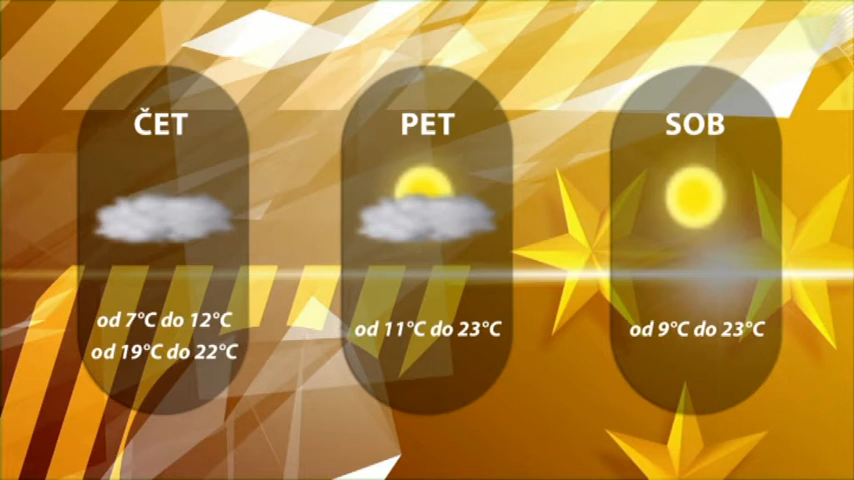 ČET
od 7°C do 12°C
od 19°C do 22°C
PET
od 11°C do 23°C
SOB
od 9°C do 23°C